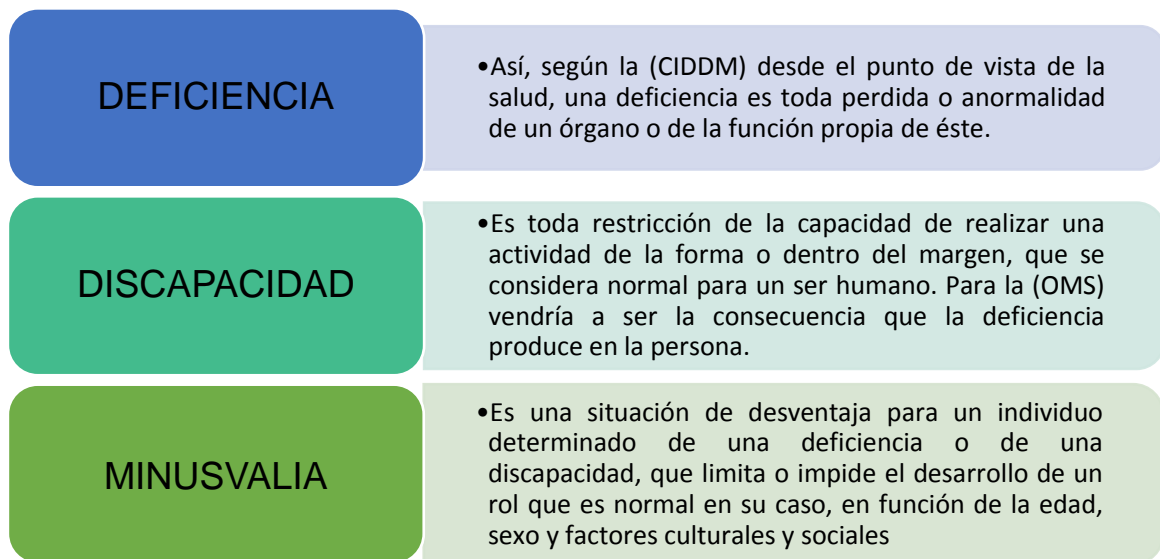 DEFICIENCIA
•Así, según la (CIDDM) desde el punto de vista de la
salud, una deficiencia es toda perdida o anormalidad
de un órgano o de la función propia de éste.
DISCAPACIDAD
•Es toda restricción de la capacidad de realizar una
actividad de la forma o dentro del margen, que se
considera normal para un ser humano. Para la (OMS)
vendría a ser la consecuencia que la deficiencia
produce en la persona.
MINUSVALIA
•Es una situación de desventaja para un individuo
determinado de una deficiencia o de una
discapacidad, que limita o impide el desarrollo de un
rol que es normal en su caso, en función de la edad,
sexo y factores culturales y sociales